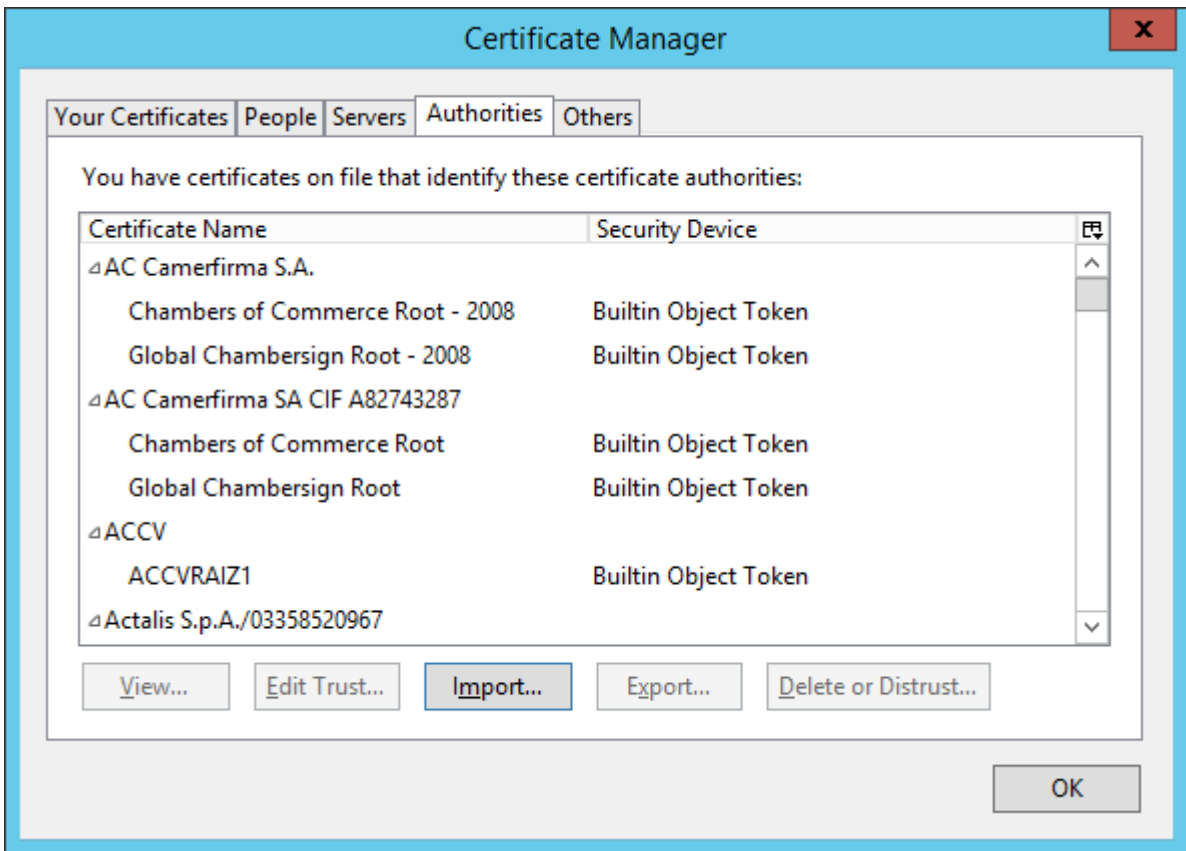 Certificate Manager
x
Your Certificates People Servers Authorities Others
You have certificates on file that identify these certificate authorities:
Certificate Name Security Device
AC Camerfirma S.A.
Chambers of Commerce Root - 2008 Builtin Object Token
Global Chambersign Root - 2008 Builtin Object Token
AC Camerfirma SA CIF A82743287
Chambers of Commerce Root Builtin Object Token
Global Chambersign Root Builtin Object Token
ACCV
ACCVRAIZ1 Builtin Object Token
Actalis S.p.A./03358520967
View... Edit Trust... Import... Export... Delete or Distrust...
OK